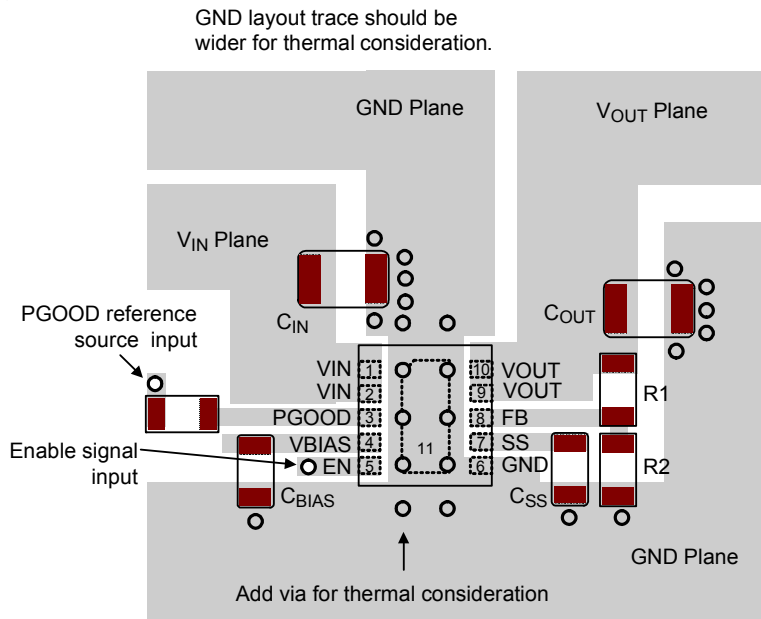 GND layout trace should be
wider for thermal consideration.
GND Plane
VOUT Plane
VIN Plane
PGOOD reference
source input
CIN
COUT
VIN
1
10
VOUT
VIN
2
9
VOUT
R1
PGOOD
3
8
FB
VBIAS
4
7
SS
11
Enable signal
input
EN
5
6
GND
R2
CBIAS
CSS
GND Plane
Add via for thermal consideration